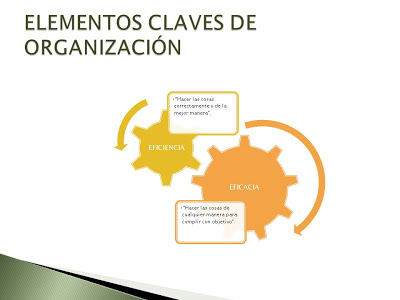 ELEMENTOS CLAVES DE
ORGANIZACIÓN
• "Hacer las cosas
correctamente y de la
mejor manera".
EFICIENCIA
EFICACIA
• "Hacer las cosas de
cualquier manera para
cumplir con objetivo".